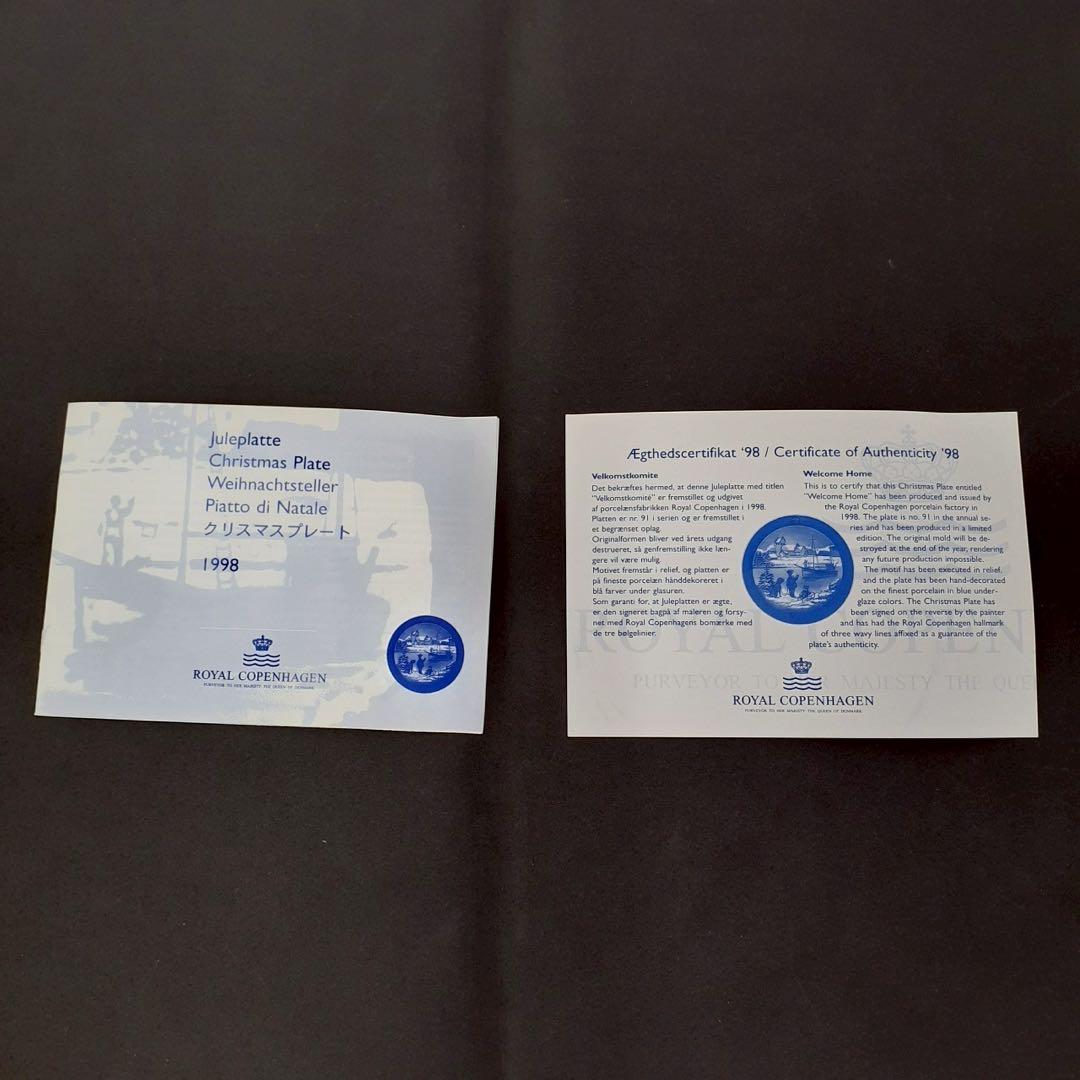 Juleplatte
Christmas Plate
Weihnachtsteller
Piatto di Natale
クリスマスプレート
1998
ROYAL COPENHAGEN
PURVEYOR TO HER MAJESTY THE QUEEN OF DENMARK
Ægthedscertifikat '98 / Certificate of Authenticity '98
Velkomstkomite
Det bekræftes hermed, at denne Juleplatte med titlen
"Velkomstkomité" er fremstillet og udgivet
af porcelænsfabrikken Royal Copenhagen i 1998.
Platten er nr. 91 i serien og er fremstillet i
et begrænset oplag.
Originalformen bliver ved årets udgang
destrueret, så genfremstilling ikke læn-
gere vil være mulig.
Motivet fremstår i relief, og platten er
på fineste porcelæn hånddekoreret i
blå farver under glasuren.
Som garanti for, at Juleplatten er ægte,
er den signeret bagpå af maleren og forsy-
net med Royal Copenhagens bomærke med
de tre bølgelinier.
Welcome Home
This is to certify that this Christmas Plate entitled
"Welcome Home" has been produced and issued by
the Royal Copenhagen porcelain factory in
1998. The plate is no. 91 in the annual se-
ries and has been produced in a limited
edition. The original mold will be de-
stroyed at the end of the year, rendering
any future production impossible.
The motif has been executed in relief,
and the plate has been hand-decorated
on the finest porcelain in blue under-
glaze colors. The Christmas Plate has
been signed on the reverse by the painter
and has had the Royal Copenhagen hallmark
of three wavy lines affixed as a guarantee of the
plate's authenticity.
ROYAL COPEN
PURVEYOR TO HER MAJESTY THE QUE
ROYAL COPENHAGEN
PURVEYOR TO HER MAJESTY THE QUEEN OF DENMARK